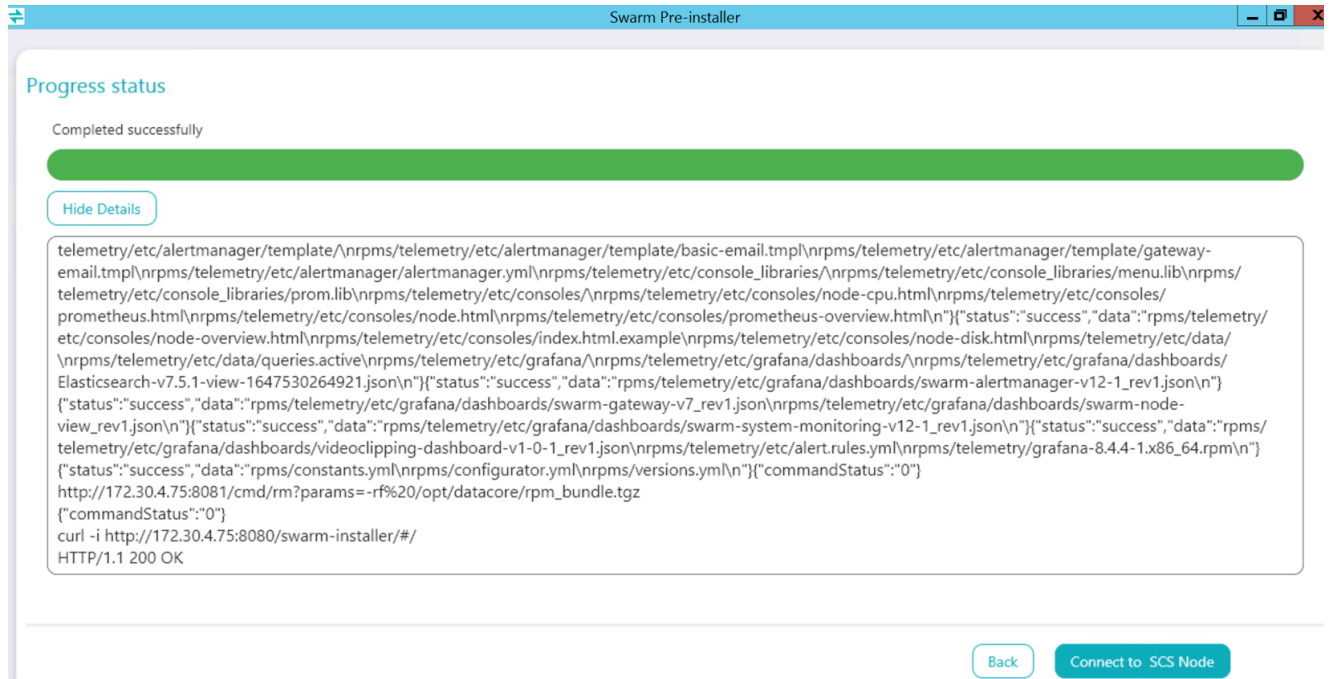 Swarm Pre-installer
Progress status
Completed successfully
Hide Details
telemetry/etc/alertmanager/template/\nrpms/telemetry/etc/alertmanager/template/basic-email.tmpl\nrpms/telemetry/etc/alertmanager/template/gateway-
email.tmpl\nrpms/telemetry/etc/alertmanager/alertmanager.yml\nrpms/telemetry/etc/console_libraries/\nrpms/telemetry/etc/console_libraries/menu.lib\nrpms/
telemetry/etc/console_libraries/prom.lib\nrpms/telemetry/etc/consoles/\nrpms/telemetry/etc/consoles/node-cpu.html\nrpms/telemetry/etc/consoles/
prometheus.html\nrpms/telemetry/etc/consoles/node.html\nrpms/telemetry/etc/consoles/prometheus-overview.html\n"}{"status":"success","data":"rpms/telemetry/
etc/consoles/node-overview.html\nrpms/telemetry/etc/consoles/index.html.example\nrpms/telemetry/etc/consoles/node-disk.html\nrpms/telemetry/etc/data/
\nrpms/telemetry/etc/data/queries.active\nrpms/telemetry/etc/grafana/\nrpms/telemetry/etc/grafana/dashboards/\nrpms/telemetry/etc/grafana/dashboards/
Elasticsearch-v7.5.1-view-1647530264921.json\n"}{"status":"success","data":"rpms/telemetry/etc/grafana/dashboards/swarm-alertmanager-v12-1_rev1.json\n"}
{"status":"success","data":"rpms/telemetry/etc/grafana/dashboards/swarm-gateway-v7_rev1.json\nrpms/telemetry/etc/grafana/dashboards/swarm-node-
view_rev1.json\n"}{"status":"success","data":"rpms/telemetry/etc/grafana/dashboards/swarm-system-monitoring-v12-1_rev1.json\n"}{"status":"success","data":"rpms/
telemetry/etc/grafana/dashboards/videoclipping-dashboard-v1-0-1_rev1.json\nrpms/telemetry/etc/alert.rules.yml\nrpms/telemetry/grafana-8.4.4-1.x86_64.rpm\n"}
{"status":"success","data":"rpms/constants.yml\nrpms/configurator.yml\nrpms/versions.yml\n"}{"commandStatus":"0"}
http://172.30.4.75:8081/cmd/rm?params=-rf%20/opt/datacore/rpm_bundle.tgz
{"commandStatus":"0"}
curl -i http://172.30.4.75:8080/swarm-installer/#/
HTTP/1.1 200 OK
Back
Connect to SCS Node